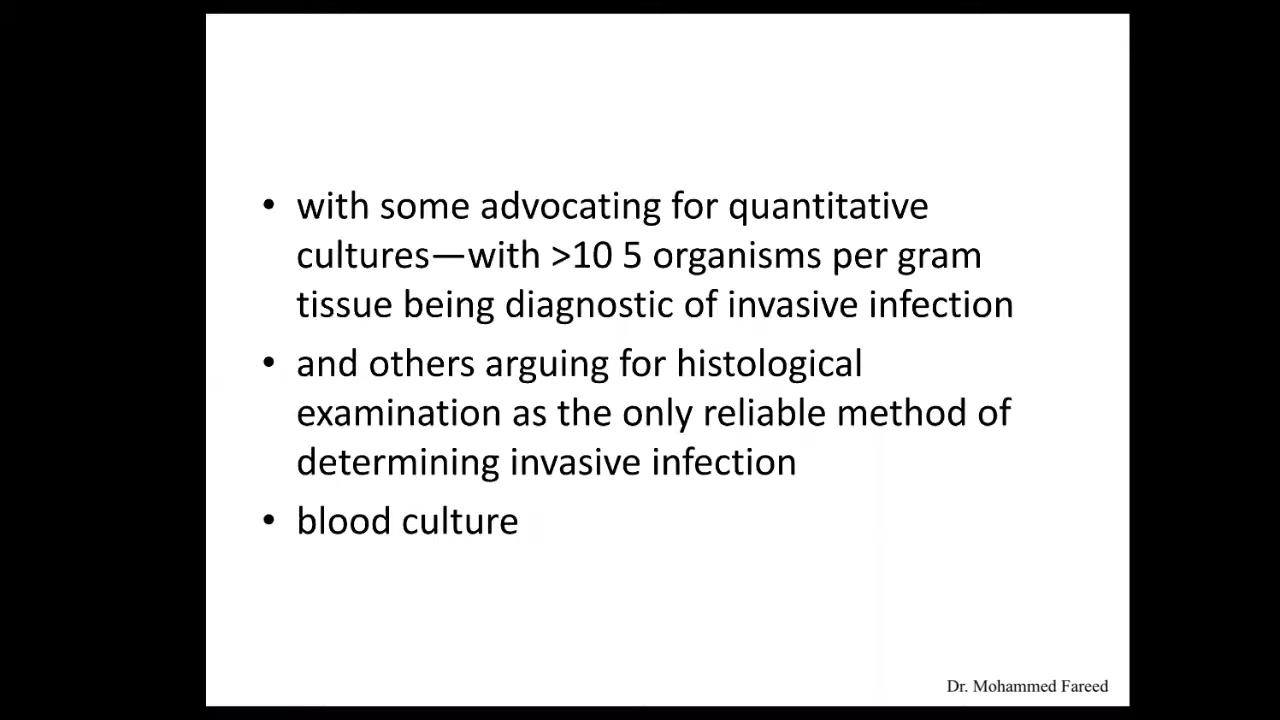 • with some advocating for quantitative
cultures—with >10 5 organisms per gram
tissue being diagnostic of invasive infection
• and others arguing for histological
examination as the only reliable method of
determining invasive infection
• blood culture
Dr. Mohammed Fareed